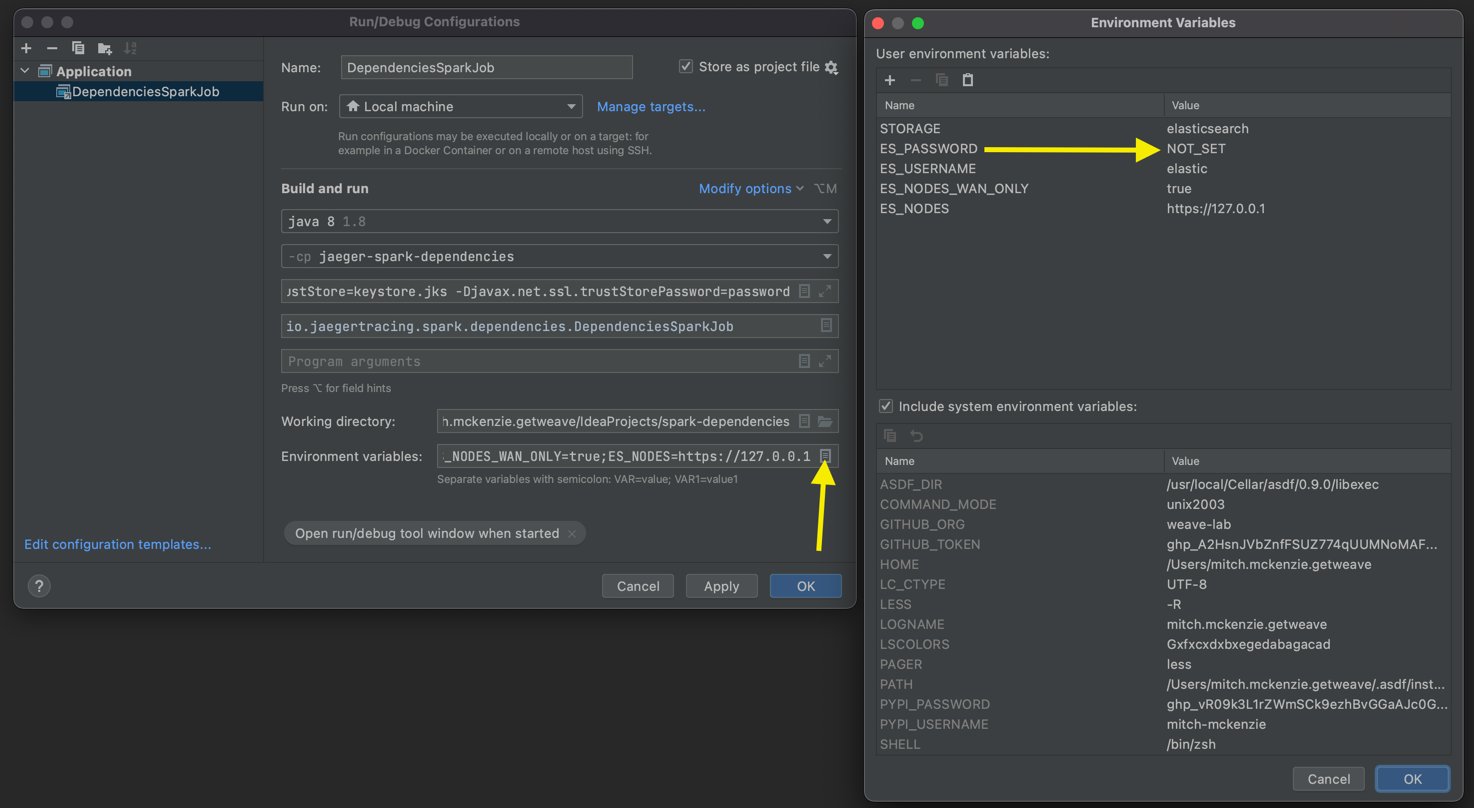 Run/Debug Configurations
Application
DependenciesSparkJob
Edit configuration templates...
Name: DependenciesSparkJob Store as project file
Run on: Local machine Manage targets...
Run configurations may be executed locally or on a target: for
example in a Docker Container or on a remote host using SSH.
Build and run Modify options ⌥M
java 8 1.8
-cp jaeger-spark-dependencies
ustStore=keystore.jks -Djavax.net.ssl.trustStorePassword=password
io.jaegertracing.spark.dependencies.DependenciesSparkJob
Program arguments
Press ⌥ for field hints
Working directory: h.mckenzie.getweave/IdeaProjects/spark-dependencies
Environment variables: _NODES_WAN_ONLY=true;ES_NODES=https://127.0.0.1
Separate variables with semicolon: VAR=value; VAR1=value1
Open run/debug tool window when started ×
? Cancel Apply OK
Environment Variables
User environment variables:
Name Value
STORAGE elasticsearch
ES_PASSWORD NOT_SET
ES_USERNAME elastic
ES_NODES_WAN_ONLY true
ES_NODES https://127.0.0.1
Include system environment variables:
Name Value
ASDF_DIR /usr/local/Cellar/asdf/0.9.0/libexec
COMMAND_MODE unix2003
GITHUB_ORG weave-lab
GITHUB_TOKEN ghp_A2HsnJVbZnfFSUZ774qUUMNoMAF...
HOME /Users/mitch.mckenzie.getweave
LC_CTYPE UTF-8
LESS -R
LOGNAME mitch.mckenzie.getweave
LSCOLORS Gxfxcxdxbxegedabagacad
PAGER less
PATH /Users/mitch.mckenzie.getweave/.asdf/inst...
PYPI_PASSWORD ghp_vR09k3L1rZWmSCk9ezhBvGGaAJc0G...
PYPI_USERNAME mitch-mckenzie
SHELL /bin/zsh
Cancel OK